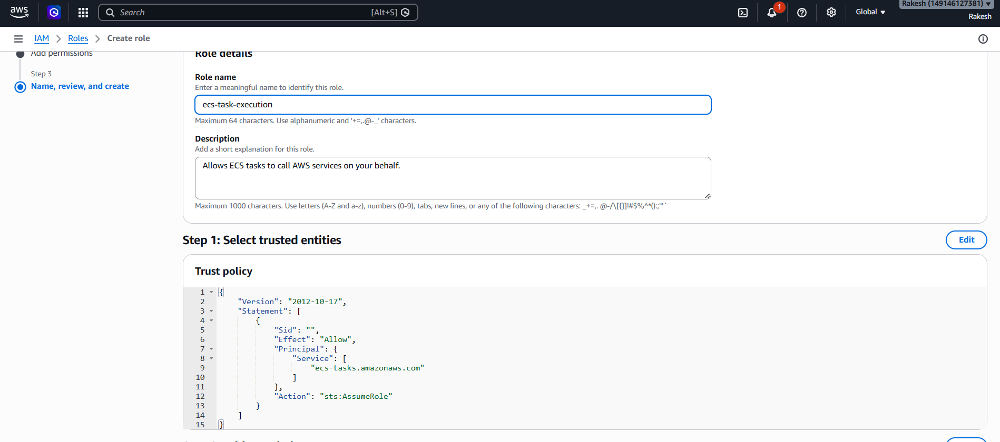 aws
Search [Alt+S]
1
Global
Rakesh (149146127381)
Rakesh
IAM > Roles > Create role
Add permissions
Step 3
Name, review, and create
Role details
Role name
Enter a meaningful name to identify this role.
ecs-task-execution
Maximum 64 characters. Use alphanumeric and '+=,.@-_' characters.
Description
Add a short explanation for this role.
Allows ECS tasks to call AWS services on your behalf.
Maximum 1000 characters. Use letters (A-Z and a-z), numbers (0-9), tabs, new lines, or any of the following characters: _+=,. @-/\[{}]!#$%^*();:"'`
Step 1: Select trusted entities
Edit
Trust policy
1 {
2 "Version": "2012-10-17",
3 "Statement": [
4 {
5 "Sid": "",
6 "Effect": "Allow",
7 "Principal": {
8 "Service": [
9 "ecs-tasks.amazonaws.com"
10 ]
11 },
12 "Action": "sts:AssumeRole"
13 }
14 ]
15 }